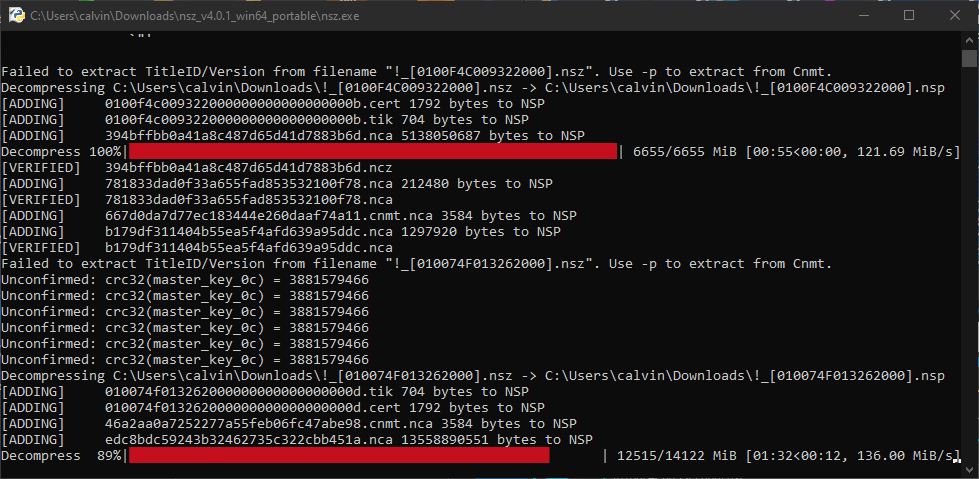 C:\Users\calvin\Downloads\nsz_v4.0.1_win64_portable\nsz.exe
Failed to extract TitleID/Version from filename "!_[0100F4C009322000].nsz". Use -p to extract from Cnmt.
Decompressing C:\Users\calvin\Downloads\!_[0100F4C009322000].nsz -> C:\Users\calvin\Downloads\!_[0100F4C009322000].nsp
[ADDING] 0100f4c009322000000000000000000b.cert 1792 bytes to NSP
[ADDING] 0100f4c009322000000000000000000b.tik 704 bytes to NSP
[ADDING] 394bffbb0a41a8c487d65d41d7883b6d.nca 5138050687 bytes to NSP
Decompress 100%| | 6655/6655 MiB [00:55<00:00, 121.69 MiB/s]
[VERIFIED] 394bffbb0a41a8c487d65d41d7883b6d.ncz
[ADDING] 781833dad0f33a655fad853532100f78.nca 212480 bytes to NSP
[VERIFIED] 781833dad0f33a655fad853532100f78.nca
[ADDING] 667d0da7d77ec183444e260daaf74a11.cnmt.nca 3584 bytes to NSP
[ADDING] b179df311404b55ea5f4afd639a95ddc.nca 1297920 bytes to NSP
[VERIFIED] b179df311404b55ea5f4afd639a95ddc.nca
Failed to extract TitleID/Version from filename "!_[010074F013262000].nsz". Use -p to extract from Cnmt.
Unconfirmed: crc32(master_key_0c) = 3881579466
Unconfirmed: crc32(master_key_0c) = 3881579466
Unconfirmed: crc32(master_key_0c) = 3881579466
Unconfirmed: crc32(master_key_0c) = 3881579466
Unconfirmed: crc32(master_key_0c) = 3881579466
Unconfirmed: crc32(master_key_0c) = 3881579466
Decompressing C:\Users\calvin\Downloads\!_[010074F013262000].nsz -> C:\Users\calvin\Downloads\!_[010074F013262000].nsp
[ADDING] 010074f013262000000000000000000d.tik 704 bytes to NSP
[ADDING] 010074f013262000000000000000000d.cert 1792 bytes to NSP
[ADDING] 46a2aa0a7252277a55feb06fc47abe98.cnmt.nca 3584 bytes to NSP
[ADDING] edc8bdc59243b32462735c322cbb451a.nca 13558890551 bytes to NSP
Decompress 89%| | 12515/14122 MiB [01:32<00:12, 136.00 MiB/s]